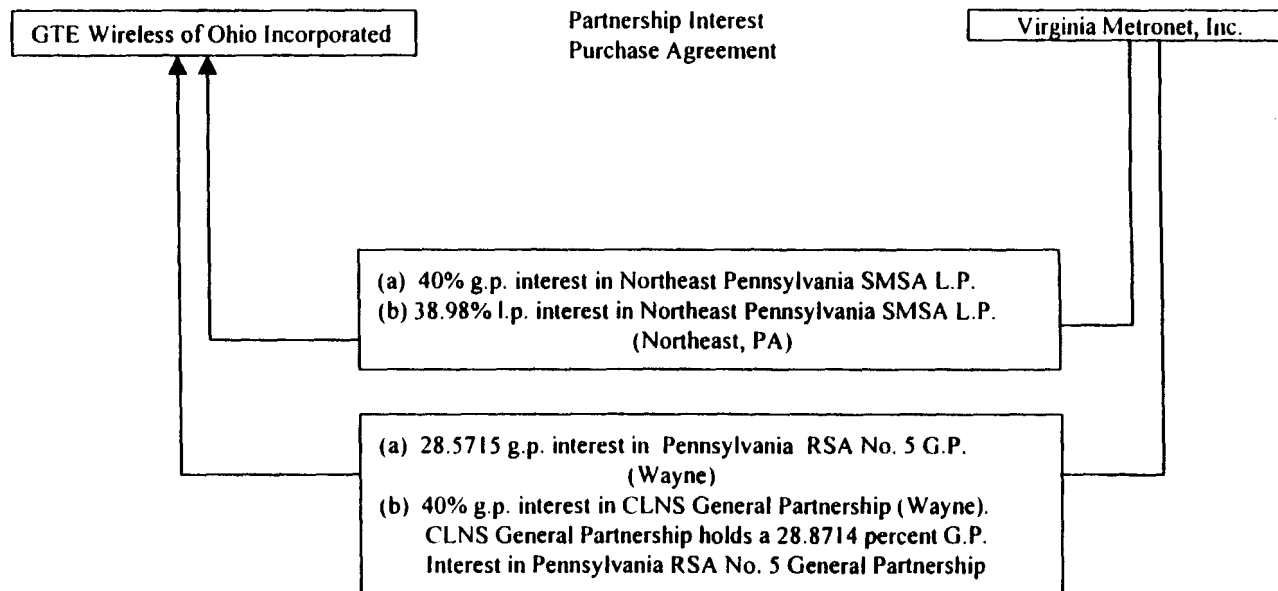 GTE Wireless of Ohio Incorporated
Partnership Interest
Purchase Agreement
Virginia Metronet, Inc.
(a) 40% g.p. interest in Northeast Pennsylvania SMSA L.P.
(b) 38.98% l.p. interest in Northeast Pennsylvania SMSA L.P.
(Northeast, PA)
(a) 28.5715 g.p. interest in Pennsylvania RSA No. 5 G.P.
(Wayne)
(b) 40% g.p. interest in CLNS General Partnership (Wayne).
CLNS General Partnership holds a 28.8714 percent G.P.
Interest in Pennsylvania RSA No. 5 General Partnership